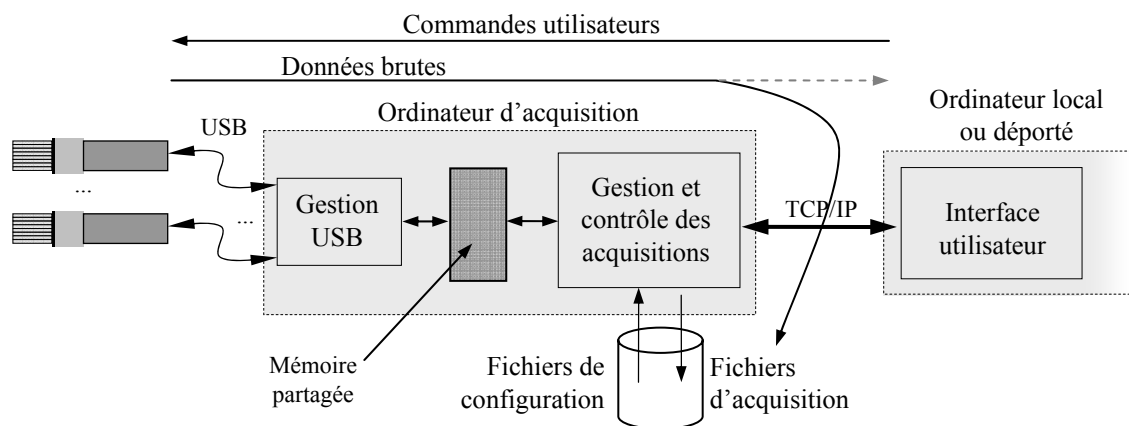 Commandes utilisateurs
Données brutes
Ordinateur d'acquisition
Ordinateur local
ou déporté
USB
...
...
Gestion
USB
Gestion et
contrôle des
acquisitions
TCP/IP
Interface
utilisateur
Mémoire
partagée
Fichiers de
configuration
Fichiers
d'acquisition